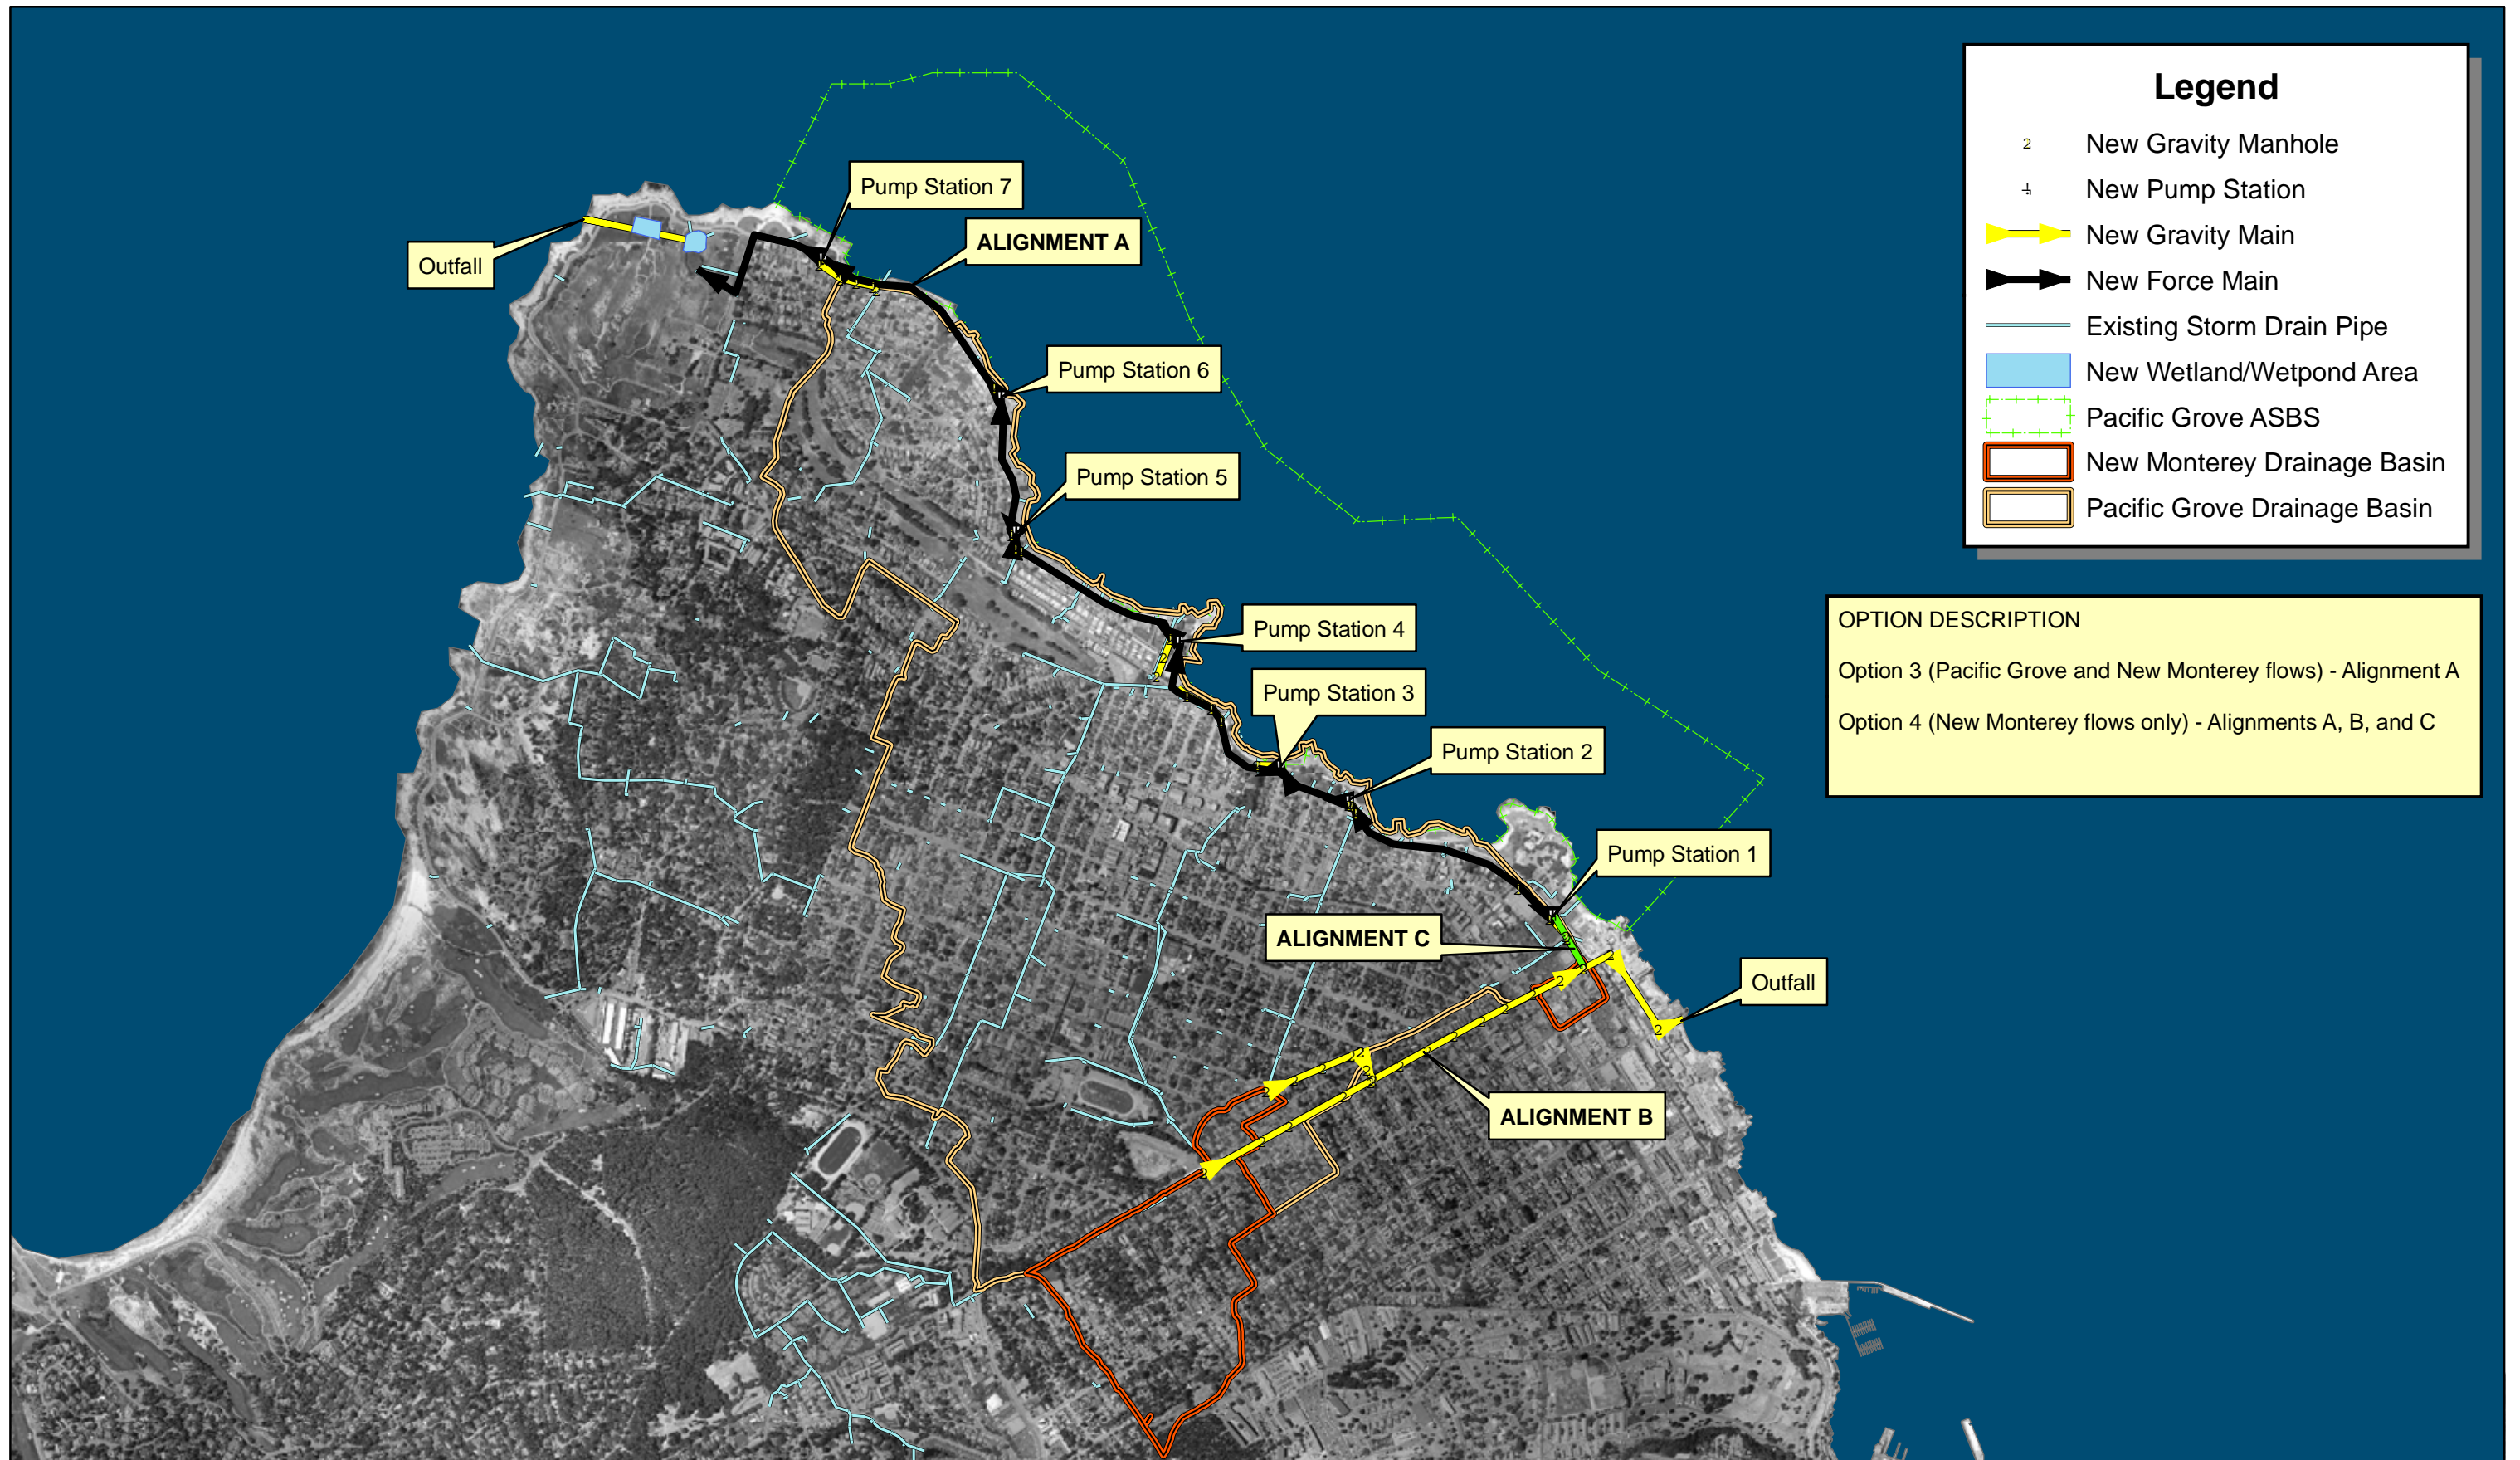 Legend
2 New Gravity Manhole
New Pump Station
New Gravity Main
New Force Main
Existing Storm Drain Pipe
New Wetland/Wetpond Area
Pacific Grove ASBS
New Monterey Drainage Basin
Pacific Grove Drainage Basin
OPTION DESCRIPTION
Option 3 (Pacific Grove and New Monterey flows) - Alignment A
Option 4 (New Monterey flows only) - Alignments A, B, and C
Pump Station 7
ALIGNMENT A
Outfall
Pump Station 6
Pump Station 5
Pump Station 4
Pump Station 3
Pump Station 2
Pump Station 1
ALIGNMENT C
Outfall
ALIGNMENT B